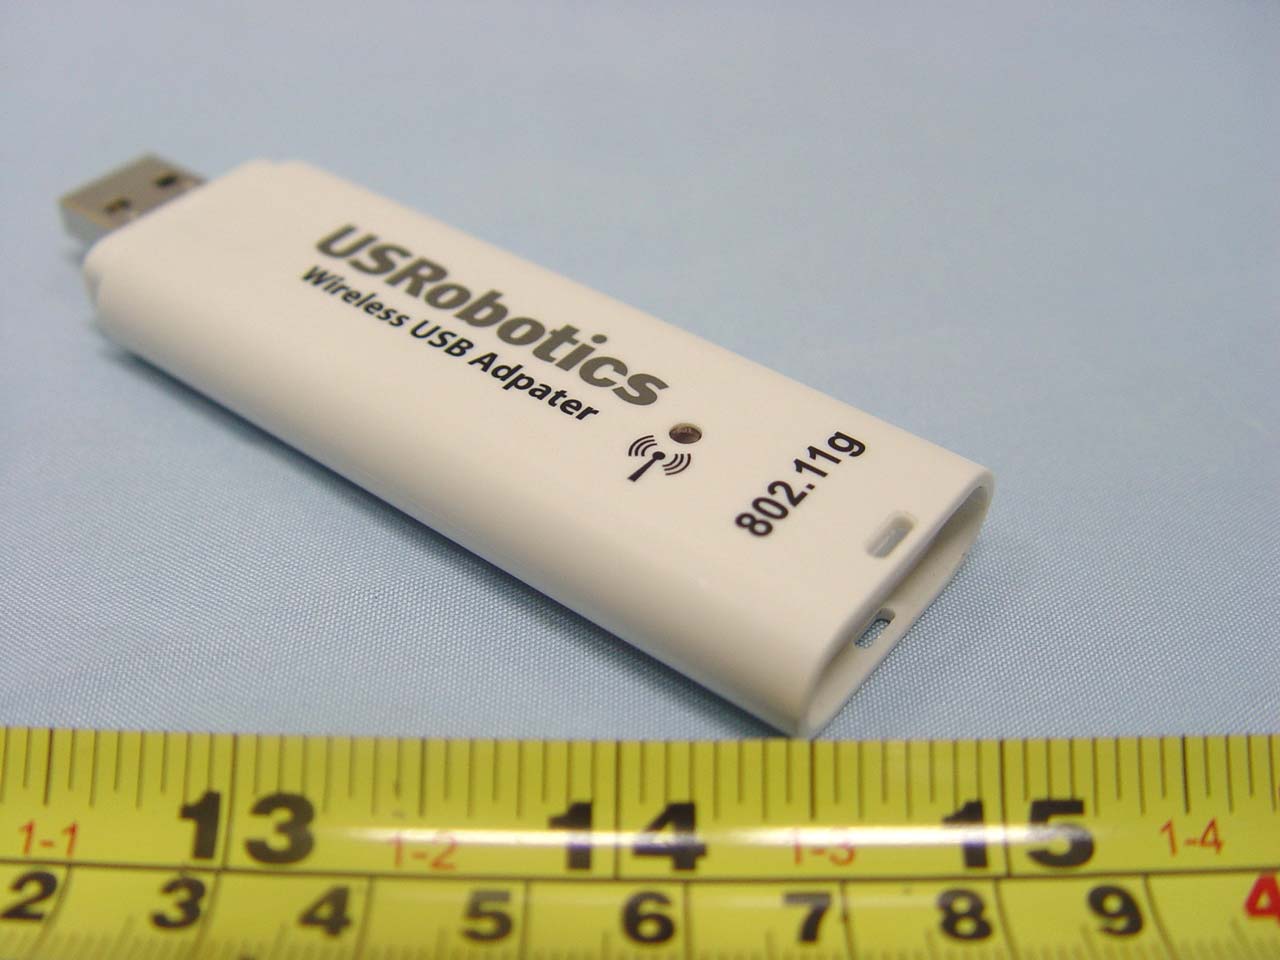 USRobotics
Wireless USB Adpater
802.11g
1-1 13 1-2 14 1-3 15 1-4
2 3 4 5 6 7 8 9 4